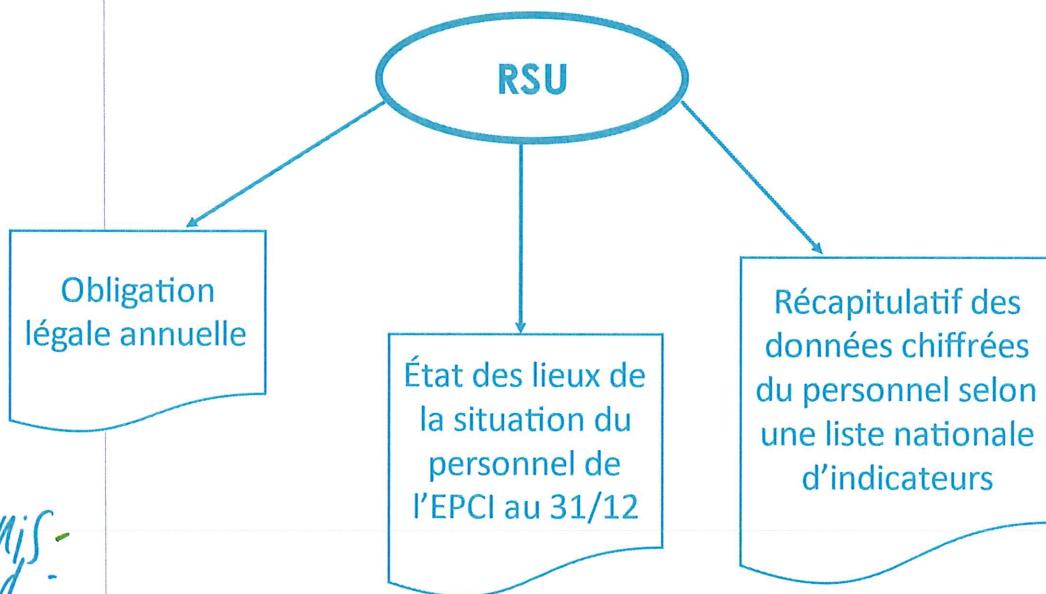 RSU
Obligation
légale annuelle
État des lieux de
la situation du
personnel de
l'EPCI au 31/12
Récapitulatif des
données chiffrées
du personnel selon
une liste nationale
d'indicateurs